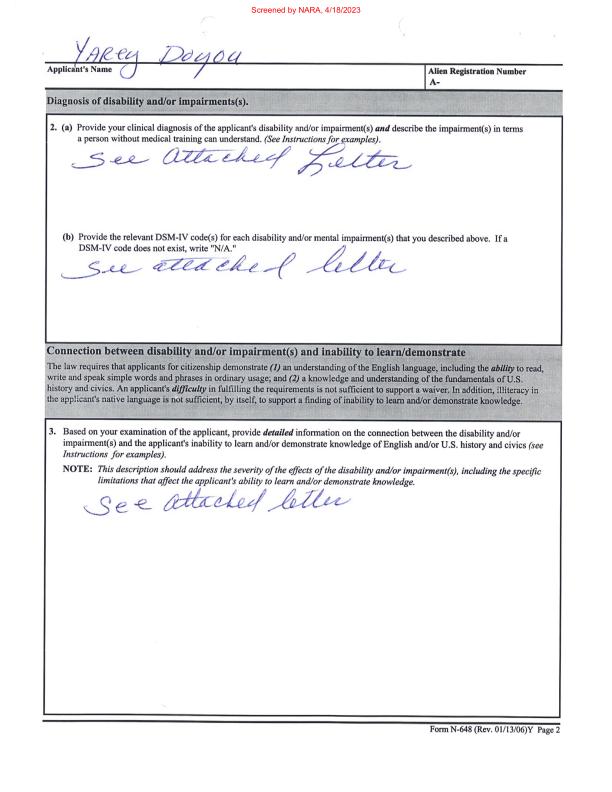 Screened by NARA, 4/18/2023
Yarey Doyou
Applicant's Name
Alien Registration Number
A-
Diagnosis of disability and/or impairments(s).
2. (a) Provide your clinical diagnosis of the applicant's disability and/or impairment(s) and describe the impairment(s) in terms
a person without medical training can understand. (See Instructions for examples).
See Attached Letter
(b) Provide the relevant DSM-IV code(s) for each disability and/or mental impairment(s) that you described above. If a
DSM-IV code does not exist, write "N/A."
See attached letter
Connection between disability and/or impairment(s) and inability to learn/demonstrate
The law requires that applicants for citizenship demonstrate (1) an understanding of the English language, including the ability to read,
write and speak simple words and phrases in ordinary usage; and (2) a knowledge and understanding of the fundamentals of U.S.
history and civics. An applicant's difficulty in fulfilling the requirements is not sufficient to support a waiver. In addition, illiteracy in
the applicant's native language is not sufficient, by itself, to support a finding of inability to learn and/or demonstrate knowledge.
3. Based on your examination of the applicant, provide detailed information on the connection between the disability and/or
impairment(s) and the applicant's inability to learn and/or demonstrate knowledge of English and/or U.S. history and civics (see
Instructions for examples).
NOTE: This description should address the severity of the effects of the disability and/or impairment(s), including the specific
limitations that affect the applicant's ability to learn and/or demonstrate knowledge.
See attached letter
Form N-648 (Rev. 01/13/06)Y Page 2